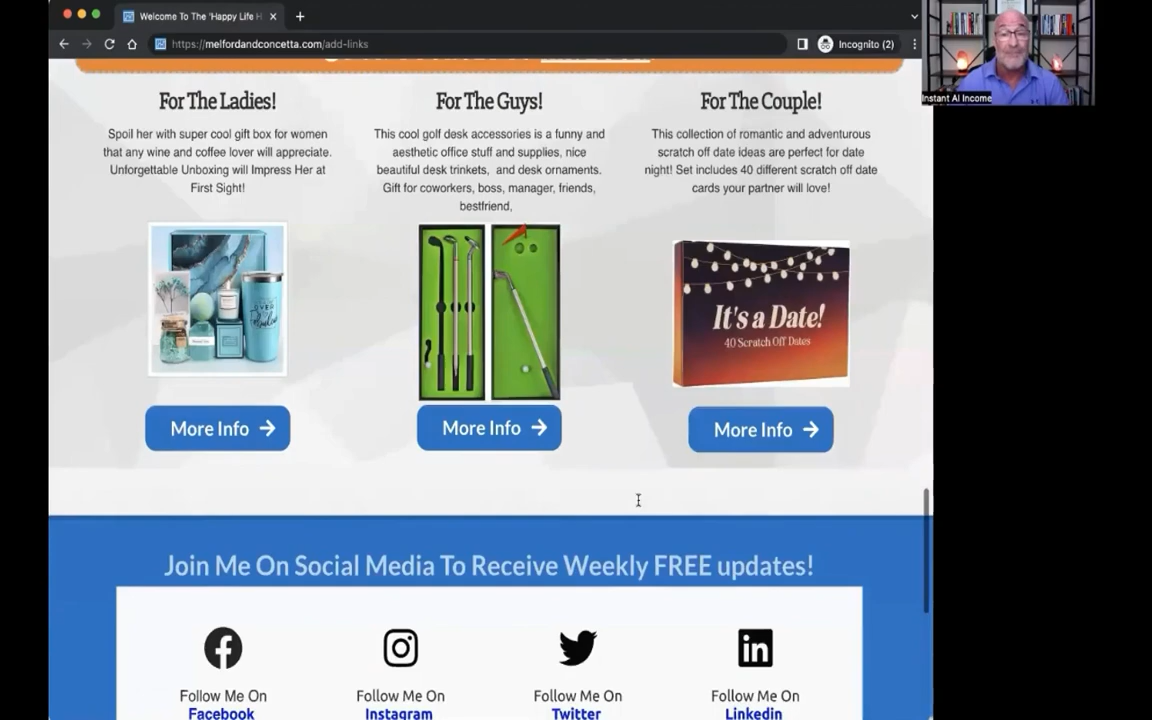 Welcome To The 'Happy Life H
https://melfordandconcetta.com/add-links
Incognito (2)
Instant AI Income
For The Ladies!
Spoil her with super cool gift box for women
that any wine and coffee lover will appreciate.
Unforgettable Unboxing will Impress Her at
First Sight!
More Info
For The Guys!
This cool golf desk accessories is a funny and
aesthetic office stuff and supplies, nice
beautiful desk trinkets, and desk ornaments.
Gift for coworkers, boss, manager, friends,
bestfriend,
More Info
For The Couple!
This collection of romantic and adventurous
scratch off date ideas are perfect for date
night! Set includes 40 different scratch off date
cards your partner will love!
It's a Date!
40 Scratch Off Dates
More Info
Join Me On Social Media To Receive Weekly FREE updates!
Follow Me On
Facebook
Follow Me On
Instagram
Follow Me On
Twitter
Follow Me On
Linkedin